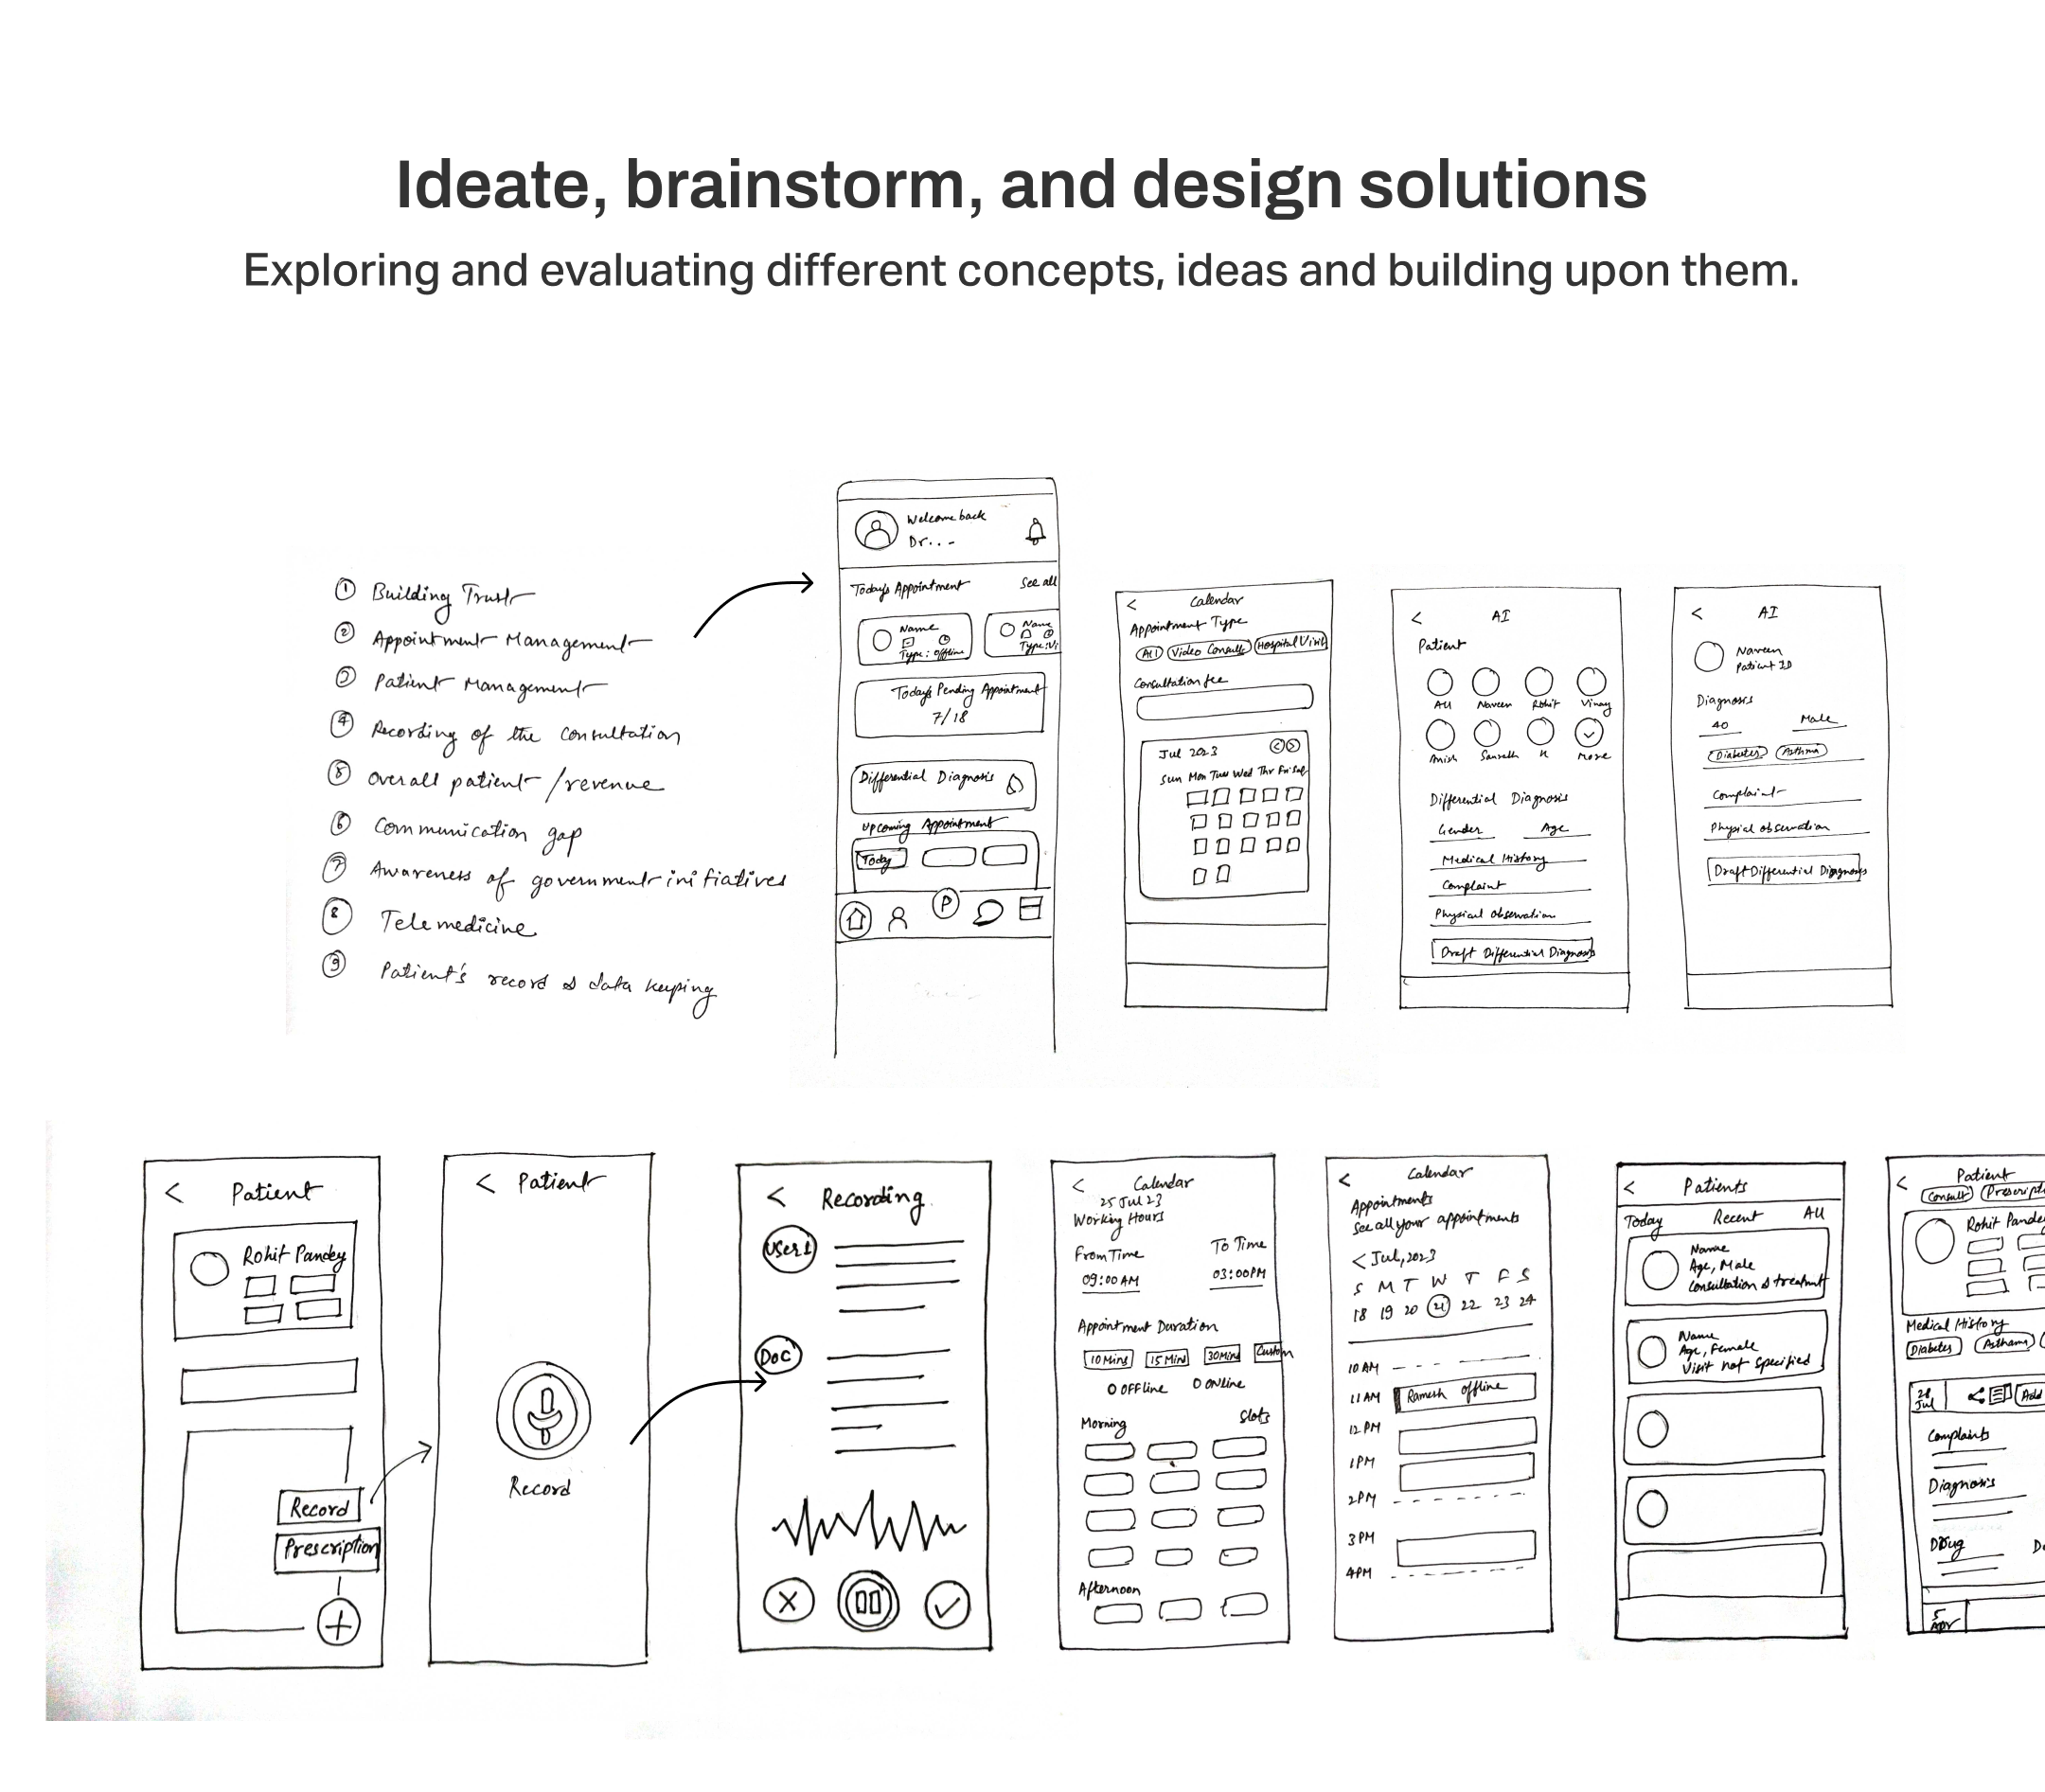 Ideate, brainstorm, and design solutions
Exploring and evaluating different concepts, ideas and building upon them.
① Building Trust
② Appointment Management
③ Patient Management
④ Recording of the consultation
⑤ Overall patient / revenue
⑥ Communication gap
⑦ Awareness of government initiatives
⑧ Telemedicine
⑨ Patient's record & data keeping
Welcome back
Dr...-
Today's Appointment See all
Name
Type: offline
Name
Type: Vi
Today's Pending Appointment
7/18
Differential Diagnosis
Upcoming Appointment
Today
P
< Calendar
Appointment Type
All Video Consult Hospital Visit
Consultation fee
Jul 2023 < >
Sun Mon Tue Wed Thr Fri Sat
< AI
Patient
All Naveen Rohit Vinay
Anish More
Differential Diagnosis
Gender Age
Medical History
Complaint
Physical Observation
Draft Differential Diagnosis
< AI
Naveen
Patient ID
Diagnosis
40 Male
Diabetes Asthma
Complaint
Physical observation
Draft Differential Diagnosis
< Patient
Rohit Pandey
Record
Prescription
+
< Patient
Record
< Recording
User 1
Doc
< Calendar
25 Jul 23
Working Hours
From Time To Time
09:00 AM 03:00 PM
Appointment Duration
10 Mins 15 Min 30 Mins Custom
O OFFline O Online
Morning Slots
Afternoon
< Calendar
Appointments
See all your appointments
< Jul, 2023
S M T W T F S
18 19 20 21 22 23 24
10 AM
11 AM Ramesh offline
12 PM
1 PM
2 PM
3 PM
4 PM
< Patients
Today Recent All
Name
Age, Male
Consultation & treatment
Name
Age, Female
Visit not specified
< Patient
Consult Prescripti
Rohit Pande
Medical History
Diabetes Asthma
28 Jul Add
Complaints
Diagnosis
Drug Do
5 Apr